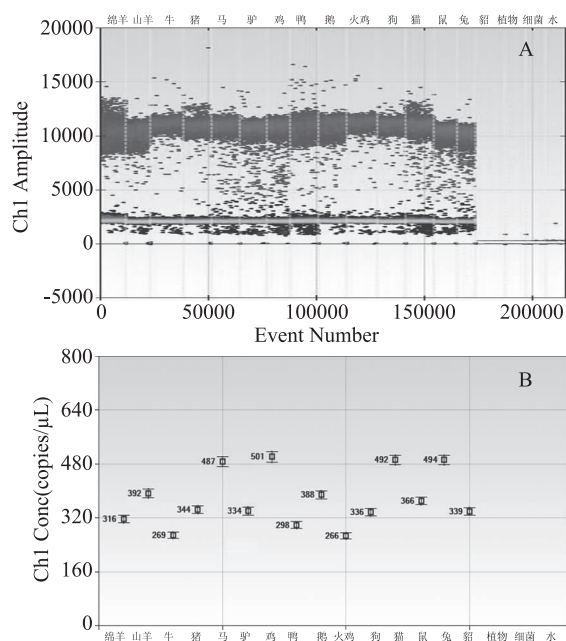 绵羊 山羊 牛 猪 马 驴 鸡 鸭 鹅 火鸡 狗 猫 鼠 兔 貂 植物 细菌 水
A
Ch1 Amplitude
20000
15000
10000
5000
0
-5000
0 50000 100000 150000 200000
Event Number
B
Ch1 Conc(copies/μL)
800
640
480
320
160
0
316 392 269 344 487 334 501 298 388 266 336 492 366 494 339
绵羊 山羊 牛 猪 马 驴 鸡 鸭 鹅 火鸡 狗 猫 鼠 兔 貂 植物 细菌 水